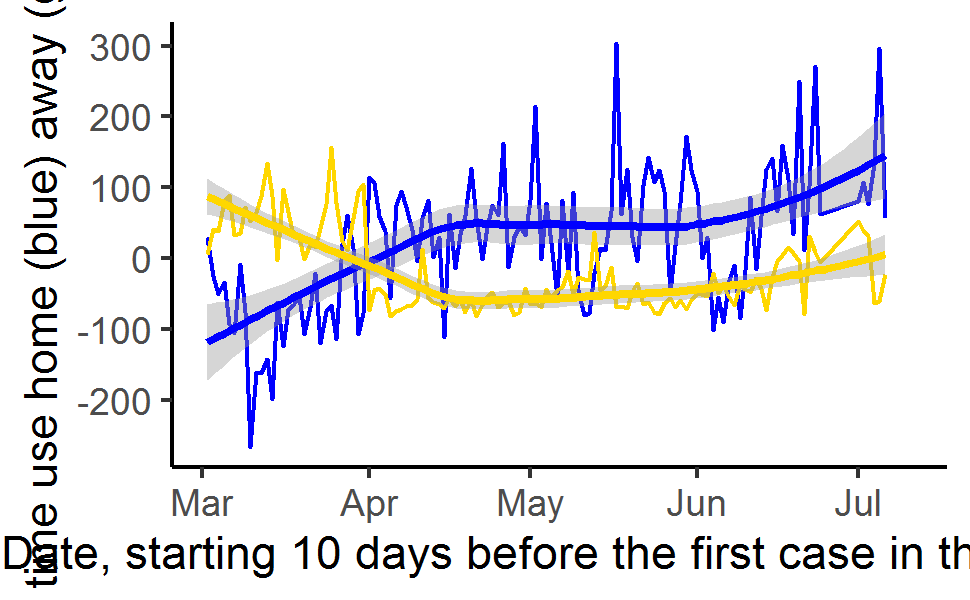 time use home (blue) away (
300
200
100
0
-100
-200
Mar Apr May Jun Jul
Date, starting 10 days before the first case in th